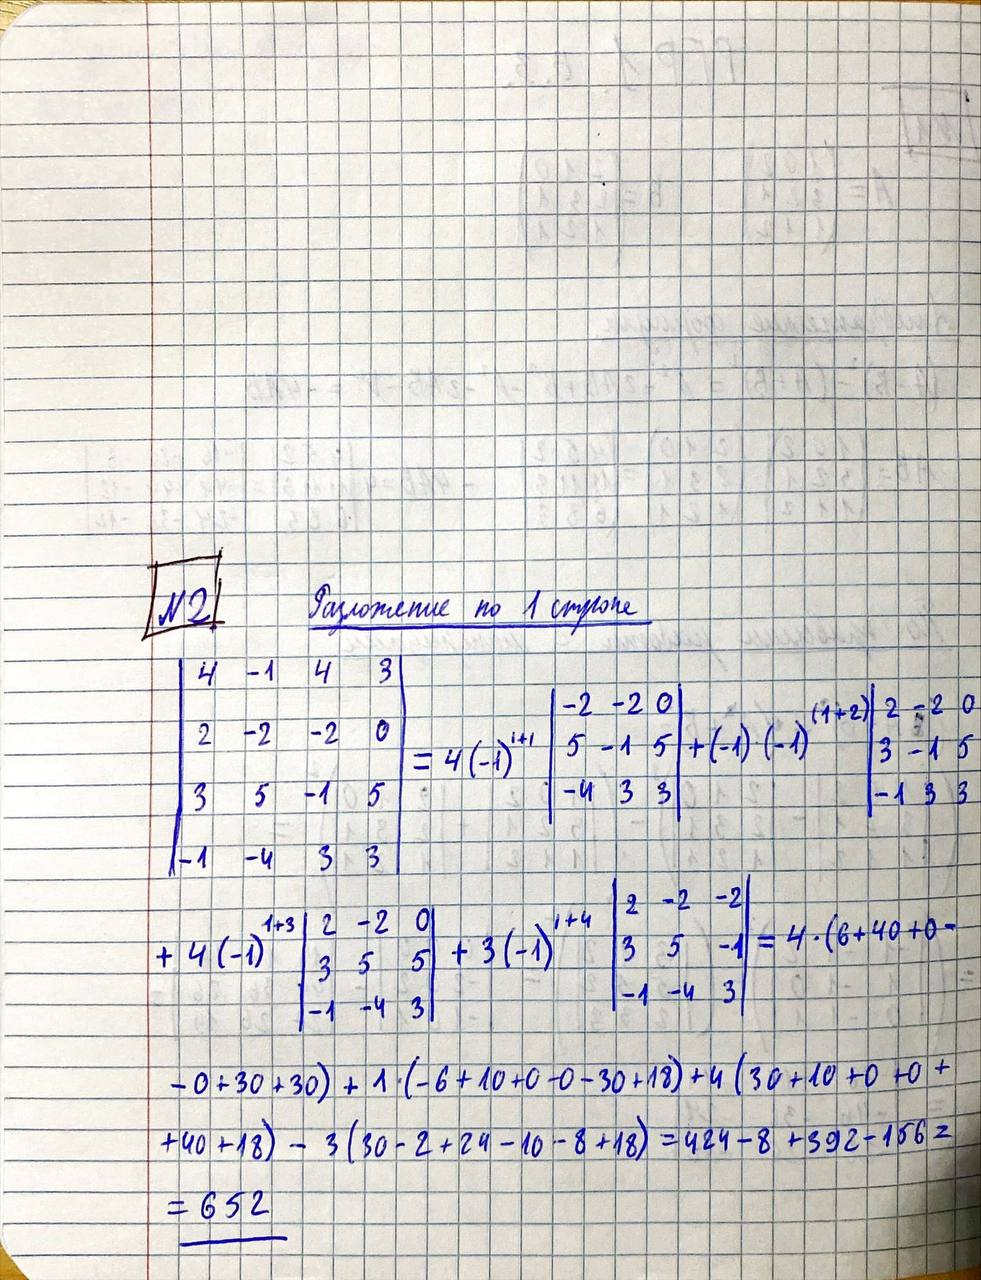 №2 Разложение по 1 строке
| 4 -1 4 3 |
| 2 -2 -2 0 |
| 3 5 -1 5 |
| -1 -4 3 3 |
= 4(-1)^{1+1} | -2 -2 0 |
| 5 -1 5 |
| -4 3 3 |
+(-1)(-1)^{(1+2)} | 2 -2 0
| 3 -1 5
| -1 3 3
+ 4(-1)^{1+3} | 2 -2 0 |
| 3 5 5 |
| -1 -4 3 |
+ 3(-1)^{1+4} | 2 -2 -2 |
| 3 5 -1 |
| -1 -4 3 |
= 4·(6+40+0-
-0+30+30) + 1·(-6+10+0-0-30+18)+4(30+10+0+0+
+40+18) - 3(30-2+24-10-8+18) = 424-8+392-156=
= 652